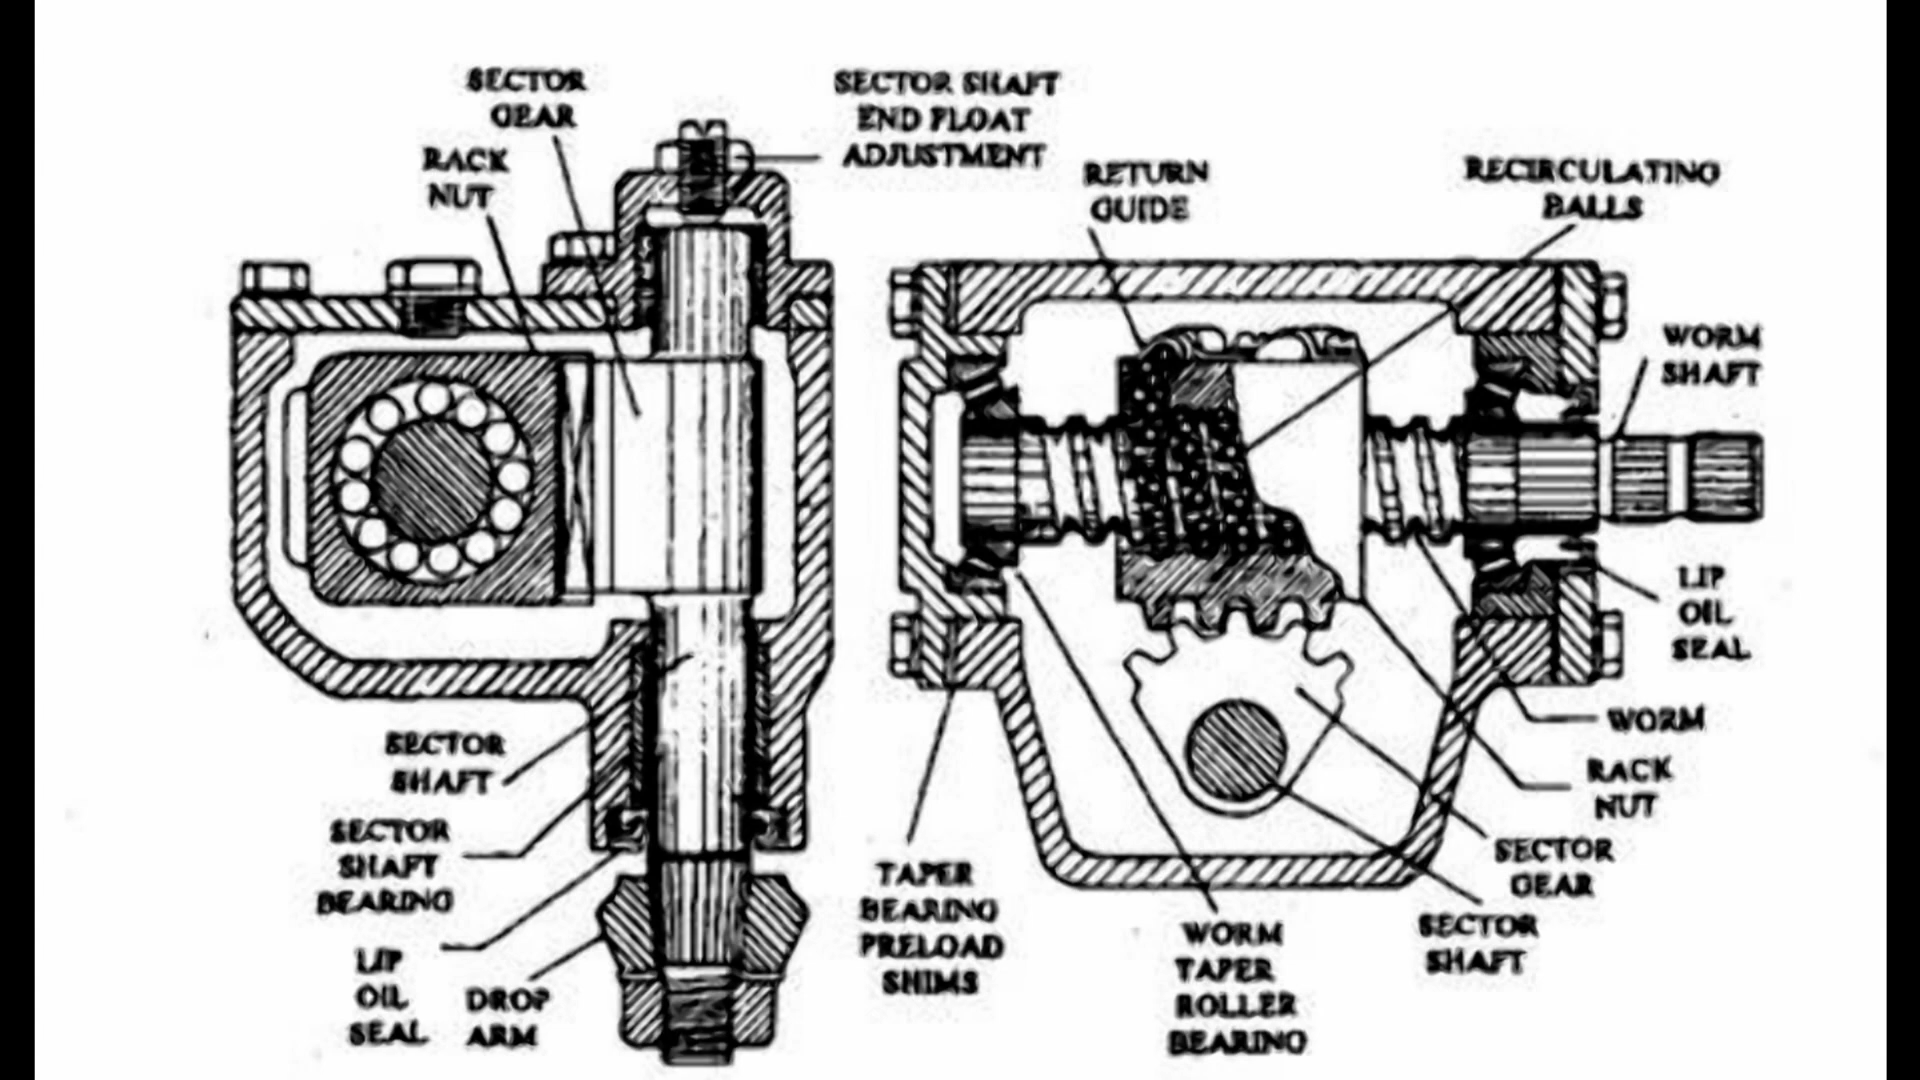 SECTOR
GEAR
SECTOR SHAFT
END FLOAT
ADJUSTMENT
RACK
NUT
RETURN
GUIDE
RECIRCULATING
BALLS
WORM
SHAFT
LIP
OIL
SEAL
WORM
RACK
NUT
SECTOR
GEAR
SECTOR
SHAFT
SECTOR
SHAFT
SECTOR
SHAFT
BEARING
LIP
OIL
SEAL
DROP
ARM
TAPER
BEARING
PRELOAD
SHIMS
WORM
TAPER
ROLLER
BEARING